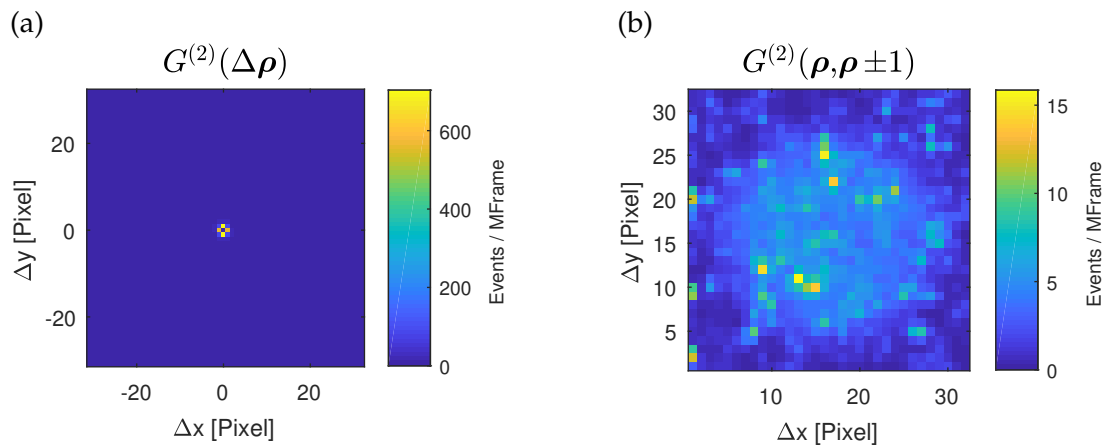 (a)
G^{(2)}(Δρ)
Δy [Pixel]
20
0
-20
-20 0 20
Δx [Pixel]
600
400
200
0
Events / MFrame
(b)
G^{(2)}(ρ,ρ ±1)
Δy [Pixel]
30
25
20
15
10
5
10 20 30
Δx [Pixel]
15
10
5
0
Events / MFrame